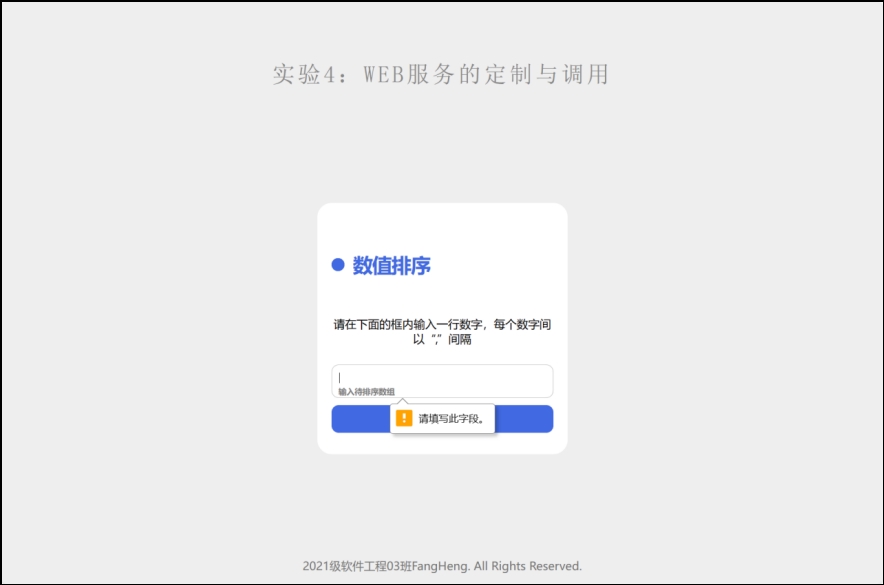 实验4：WEB服务的定制与调用
数值排序
请在下面的框内输入一行数字，每个数字间
以“,”间隔
输入待排序数组
请填写此字段。
2021级软件工程03班FangHeng. All Rights Reserved.